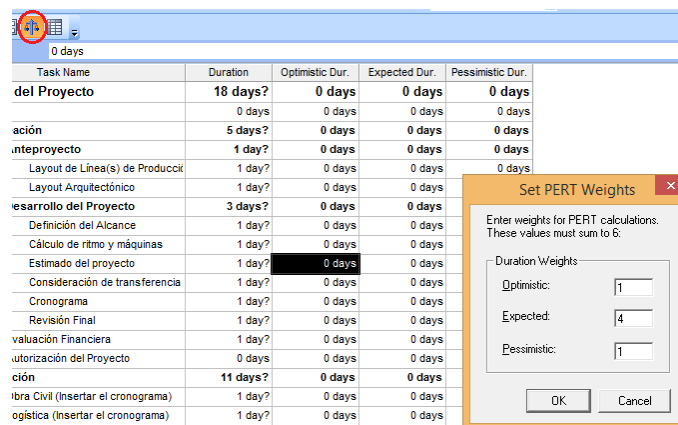 0 days
Task Name Duration Optimistic Dur. Expected Dur. Pessimistic Dur.
del Proyecto 18 days? 0 days 0 days 0 days
0 days 0 days 0 days 0 days
ación 5 days? 0 days 0 days 0 days
nteproyecto 1 day? 0 days 0 days 0 days
Layout de Línea(s) de Producció 1 day? 0 days 0 days 0 days
Layout Arquitectónico 1 day? 0 days 0 days
esarrollo del Proyecto 3 days? 0 days 0 days
Definición del Alcance 1 day? 0 days 0 days
Cálculo de ritmo y máquinas 1 day? 0 days 0 days
Estimado del proyecto 1 day? 0 days 0 days
Consideración de transferencia 1 day? 0 days 0 days
Cronograma 1 day? 0 days 0 days
Revisión Final 1 day? 0 days 0 days
valuación Financiera 1 day? 0 days 0 days
utorización del Proyecto 0 days 0 days 0 days
ción 11 days? 0 days 0 days
bra Civil (Insertar el cronograma) 1 day? 0 days 0 days
ogística (Insertar el cronograma) 1 day? 0 days 0 days
Set PERT Weights
Enter weights for PERT calculations.
These values must sum to 6:
Duration Weights
Optimistic: 1
Expected: 4
Pessimistic: 1
OK Cancel